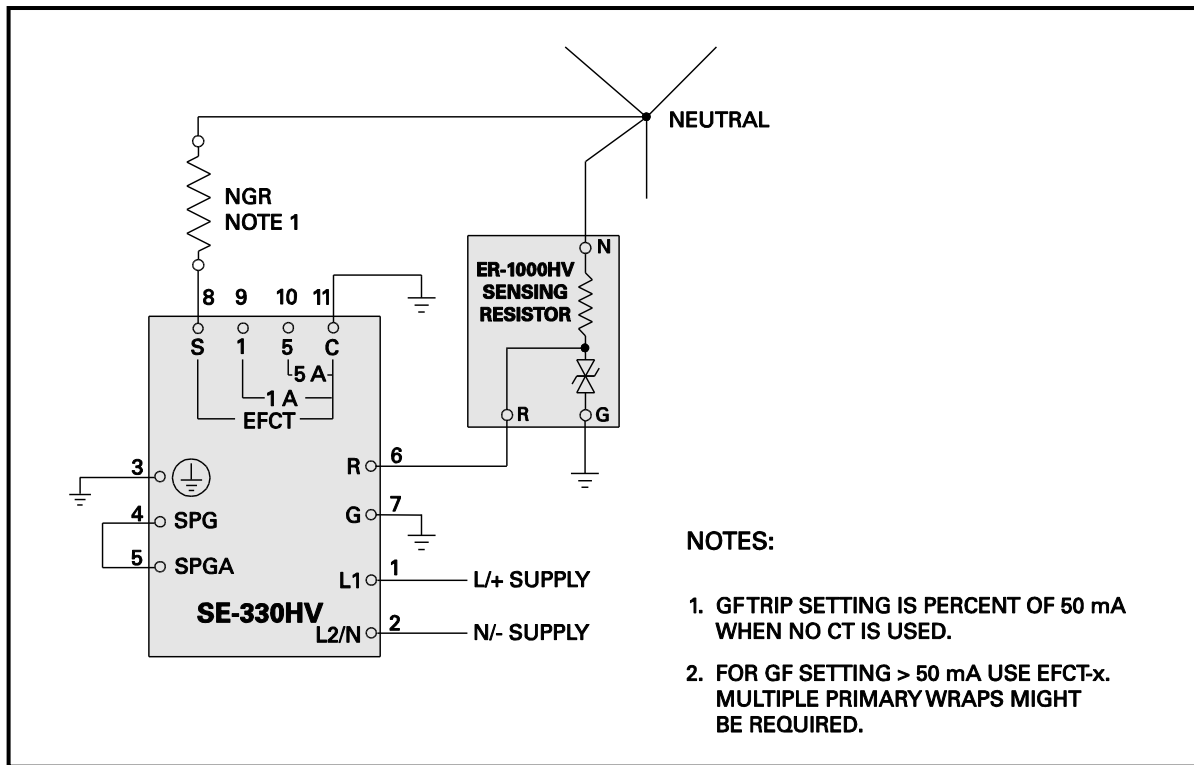 NEUTRAL
NGR
NOTE 1
N
ER-1000HV
SENSING
RESISTOR
8 9 10 11
S 1 5 C
5 A
1 A
EFCT
R G
R 6
3
G 7
4 SPG
5 SPGA
L1 1 L/+ SUPPLY
SE-330HV
L2/N 2 N/- SUPPLY
NOTES:
1. GF TRIP SETTING IS PERCENT OF 50 mA
WHEN NO CT IS USED.
2. FOR GF SETTING > 50 mA USE EFCT-x.
MULTIPLE PRIMARY WRAPS MIGHT
BE REQUIRED.